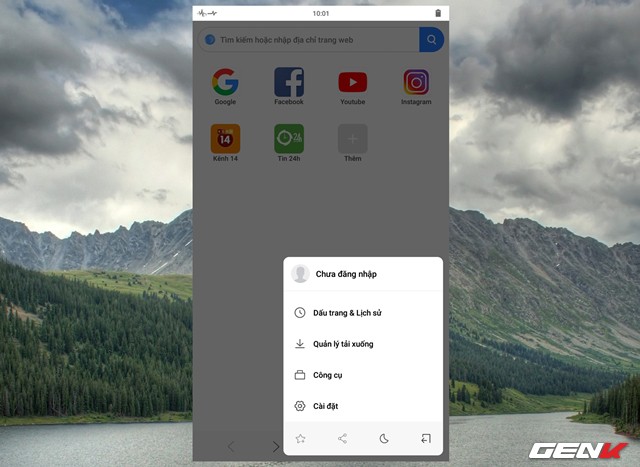 10:01
Tìm kiếm hoặc nhập địa chỉ trang web
Google
Facebook
Youtube
Instagram
14
24h
Kênh 14
Tin 24h
Thêm
Chưa đăng nhập
Dấu trang & Lịch sử
Quản lý tải xuống
Công cụ
Cài đặt
GENK